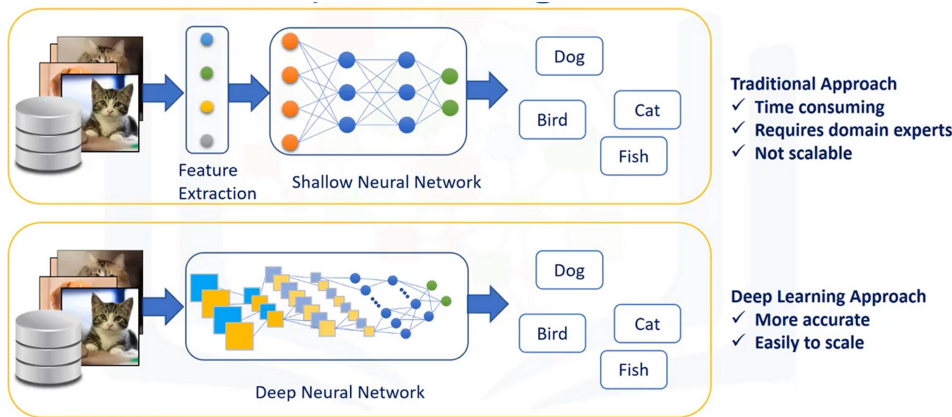 Dog
Bird
Cat
Fish
Feature
Extraction
Shallow Neural Network
Traditional Approach
✓ Time consuming
✓ Requires domain experts
✓ Not scalable
Dog
Bird
Cat
Fish
Deep Neural Network
Deep Learning Approach
✓ More accurate
✓ Easily to scale